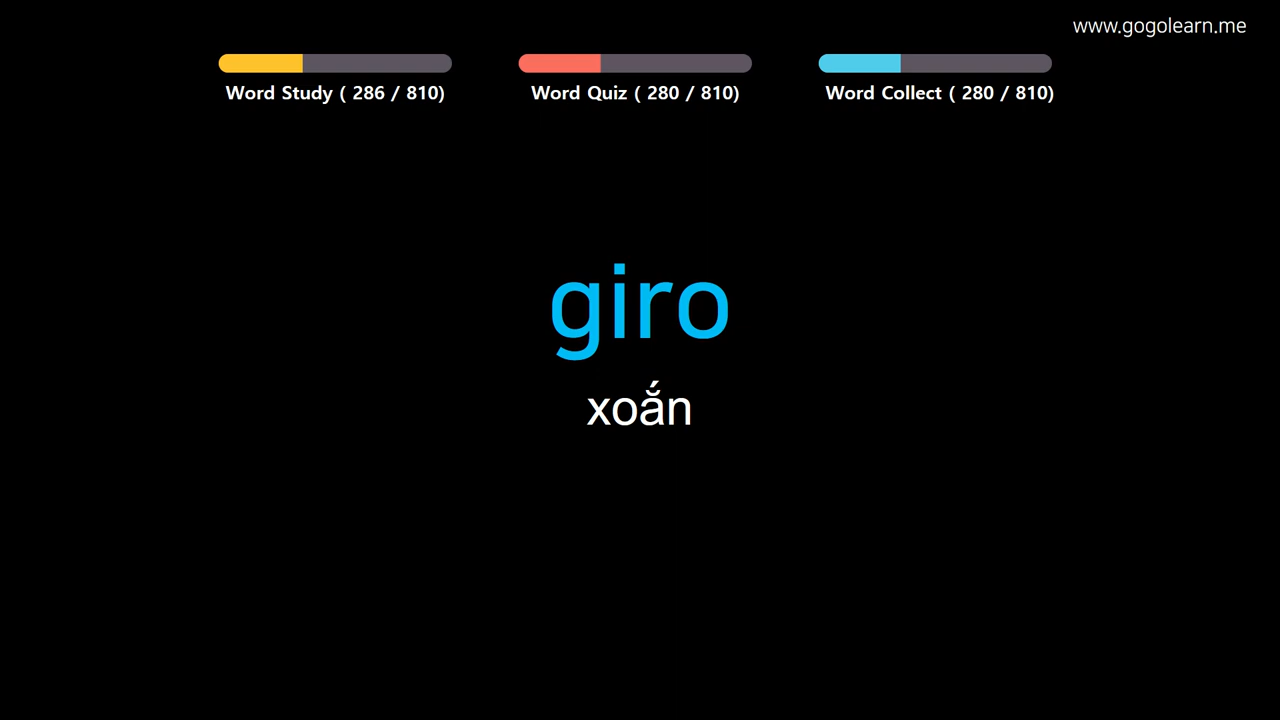 www.gogolearn.me
Word Study ( 286 / 810)
Word Quiz ( 280 / 810)
Word Collect ( 280 / 810)
giro
xoắn